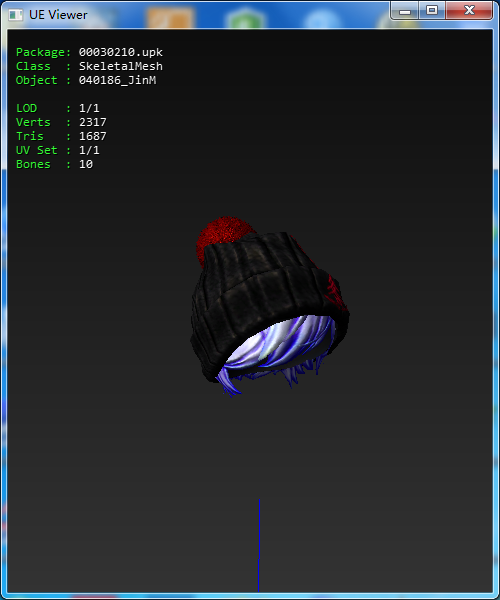 UE Viewer
Package: 00030210.upk
Class : SkeletalMesh
Object : 040186_JinM
LOD : 1/1
Verts : 2317
Tris : 1687
UV Set : 1/1
Bones : 10